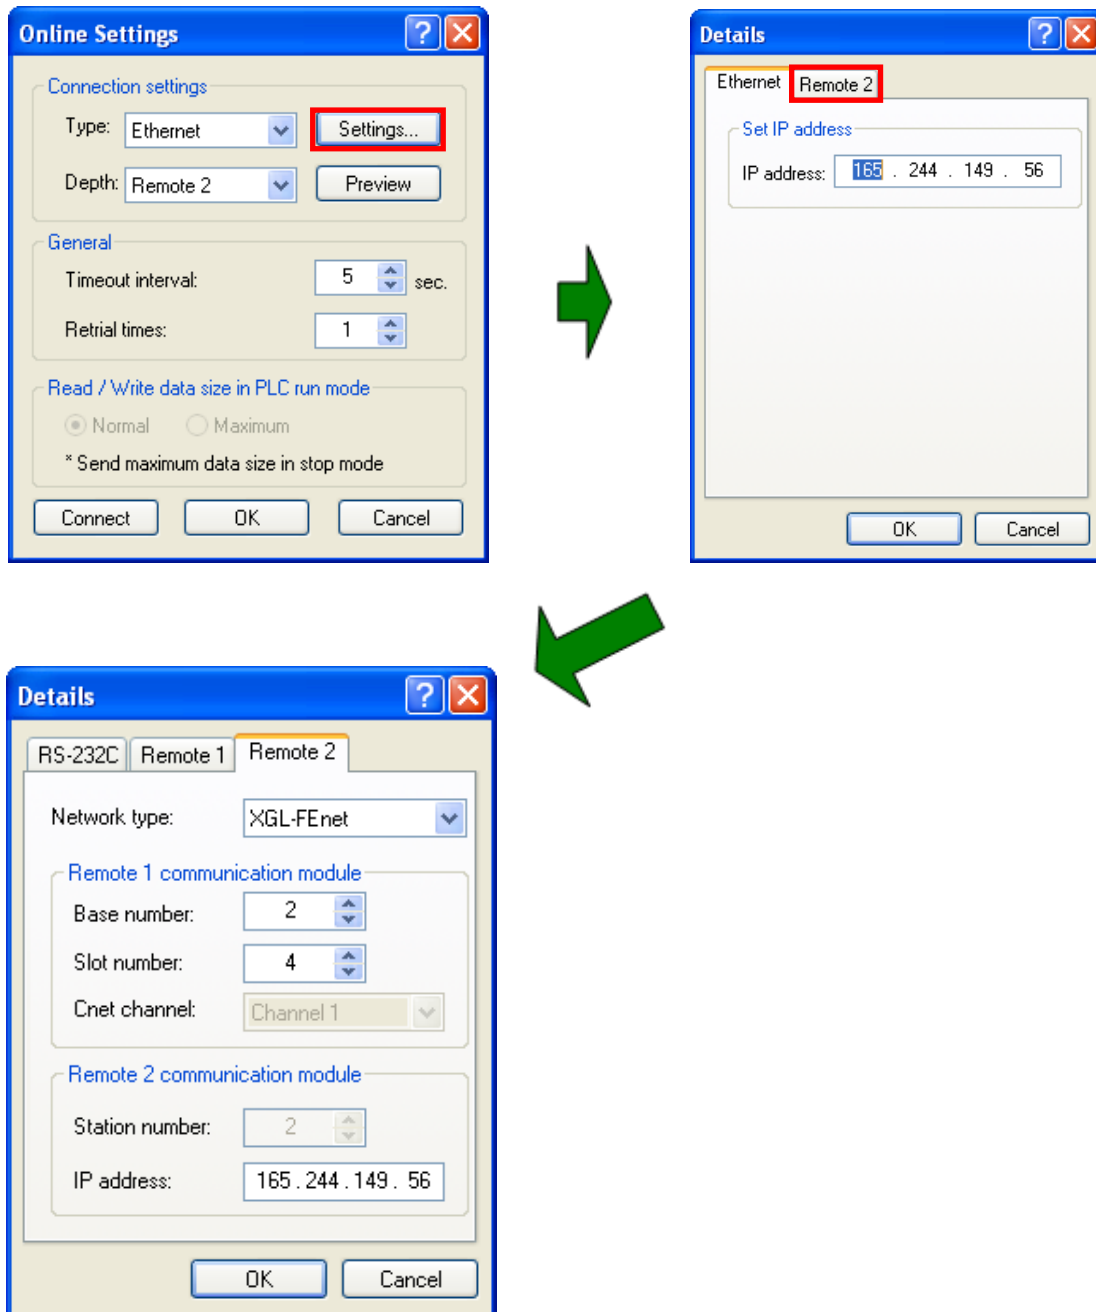 Online Settings
Connection settings
Type: Ethernet Settings...
Depth: Remote 2 Preview
General
Timeout interval: 5 sec.
Retrial times: 1
Read / Write data size in PLC run mode
Normal Maximum
* Send maximum data size in stop mode
Connect OK Cancel
Details
Ethernet Remote 2
Set IP address
IP address: 165 . 244 . 149 . 56
OK Cancel
Details
RS-232C Remote 1 Remote 2
Network type: XGL-FEnet
Remote 1 communication module
Base number: 2
Slot number: 4
Cnet channel: Channel 1
Remote 2 communication module
Station number: 2
IP address: 165 . 244 . 149 . 56
OK Cancel